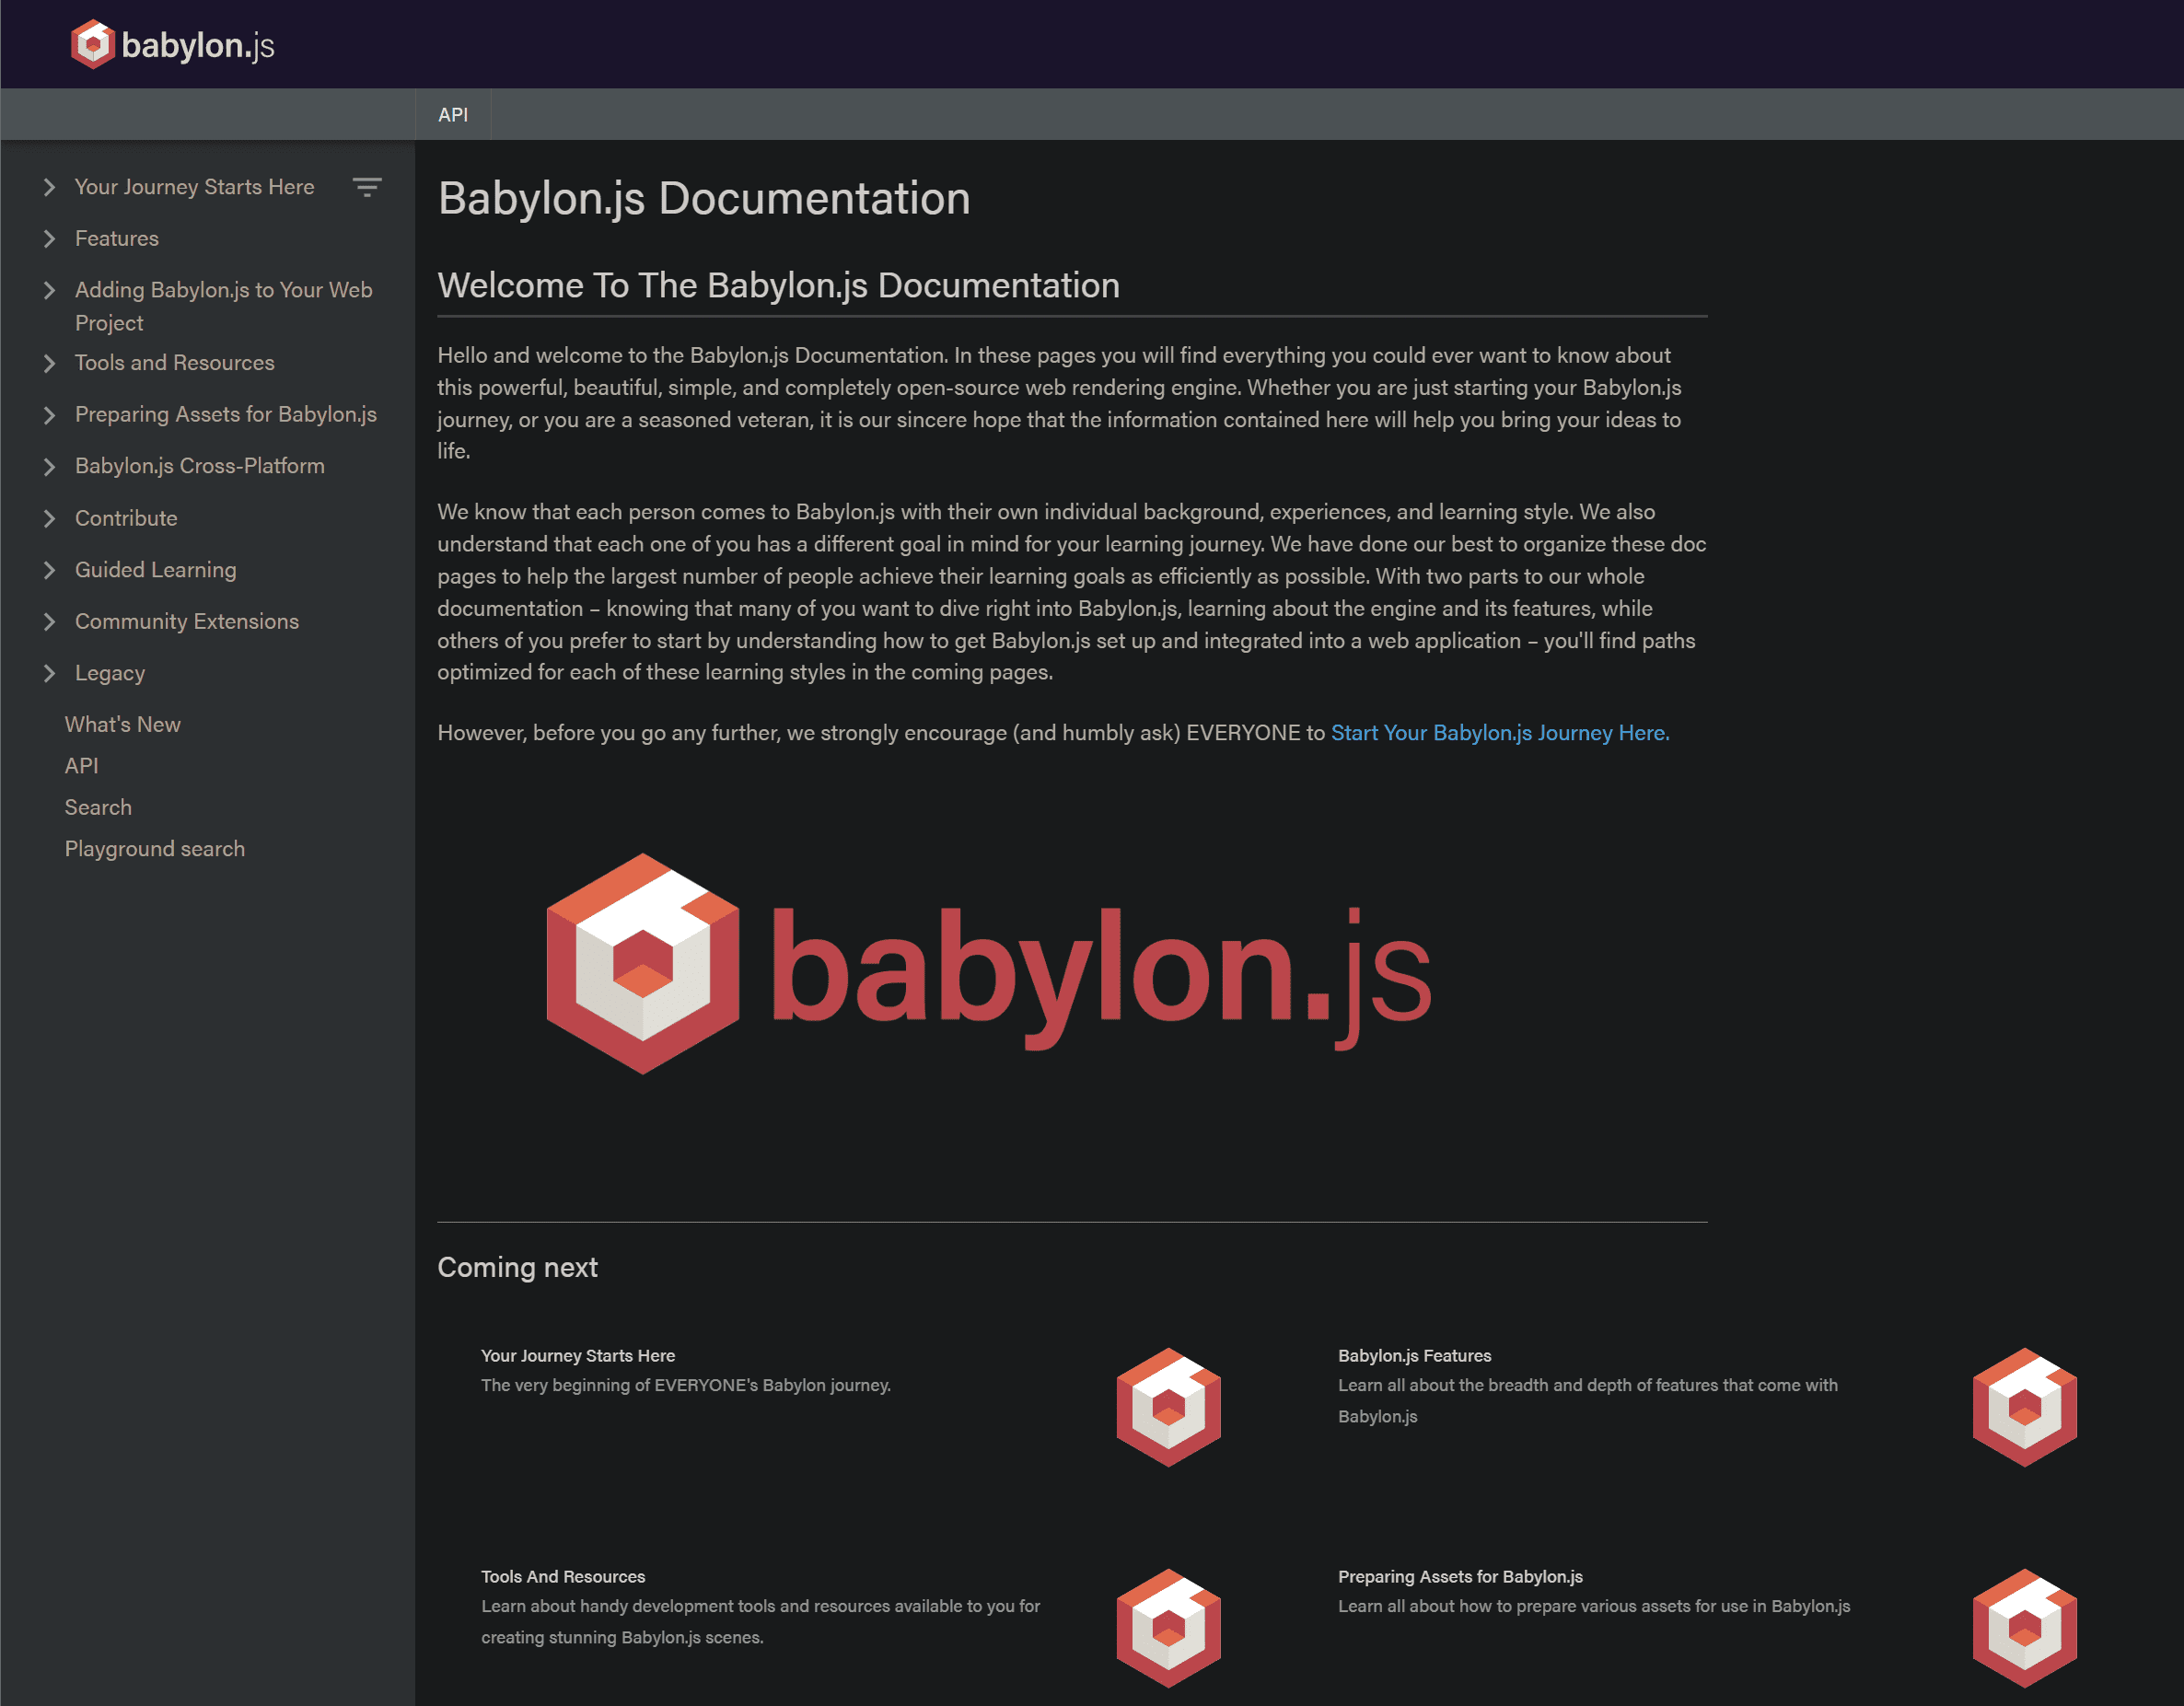 babylon.js
API
Your Journey Starts Here
Features
Adding Babylon.js to Your Web
Project
Tools and Resources
Preparing Assets for Babylon.js
Babylon.js Cross-Platform
Contribute
Guided Learning
Community Extensions
Legacy
What's New
API
Search
Playground search
Babylon.js Documentation
Welcome To The Babylon.js Documentation
Hello and welcome to the Babylon.js Documentation. In these pages you will find everything you could ever want to know about
this powerful, beautiful, simple, and completely open-source web rendering engine. Whether you are just starting your Babylon.js
journey, or you are a seasoned veteran, it is our sincere hope that the information contained here will help you bring your ideas to
life.
We know that each person comes to Babylon.js with their own individual background, experiences, and learning style. We also
understand that each one of you has a different goal in mind for your learning journey. We have done our best to organize these doc
pages to help the largest number of people achieve their learning goals as efficiently as possible. With two parts to our whole
documentation – knowing that many of you want to dive right into Babylon.js, learning about the engine and its features, while
others of you prefer to start by understanding how to get Babylon.js set up and integrated into a web application – you'll find paths
optimized for each of these learning styles in the coming pages.
However, before you go any further, we strongly encourage (and humbly ask) EVERYONE to Start Your Babylon.js Journey Here.
babylon.js
Coming next
Your Journey Starts Here
The very beginning of EVERYONE's Babylon journey.
Babylon.js Features
Learn all about the breadth and depth of features that come with
Babylon.js
Tools And Resources
Learn about handy development tools and resources available to you for
creating stunning Babylon.js scenes.
Preparing Assets for Babylon.js
Learn all about how to prepare various assets for use in Babylon.js